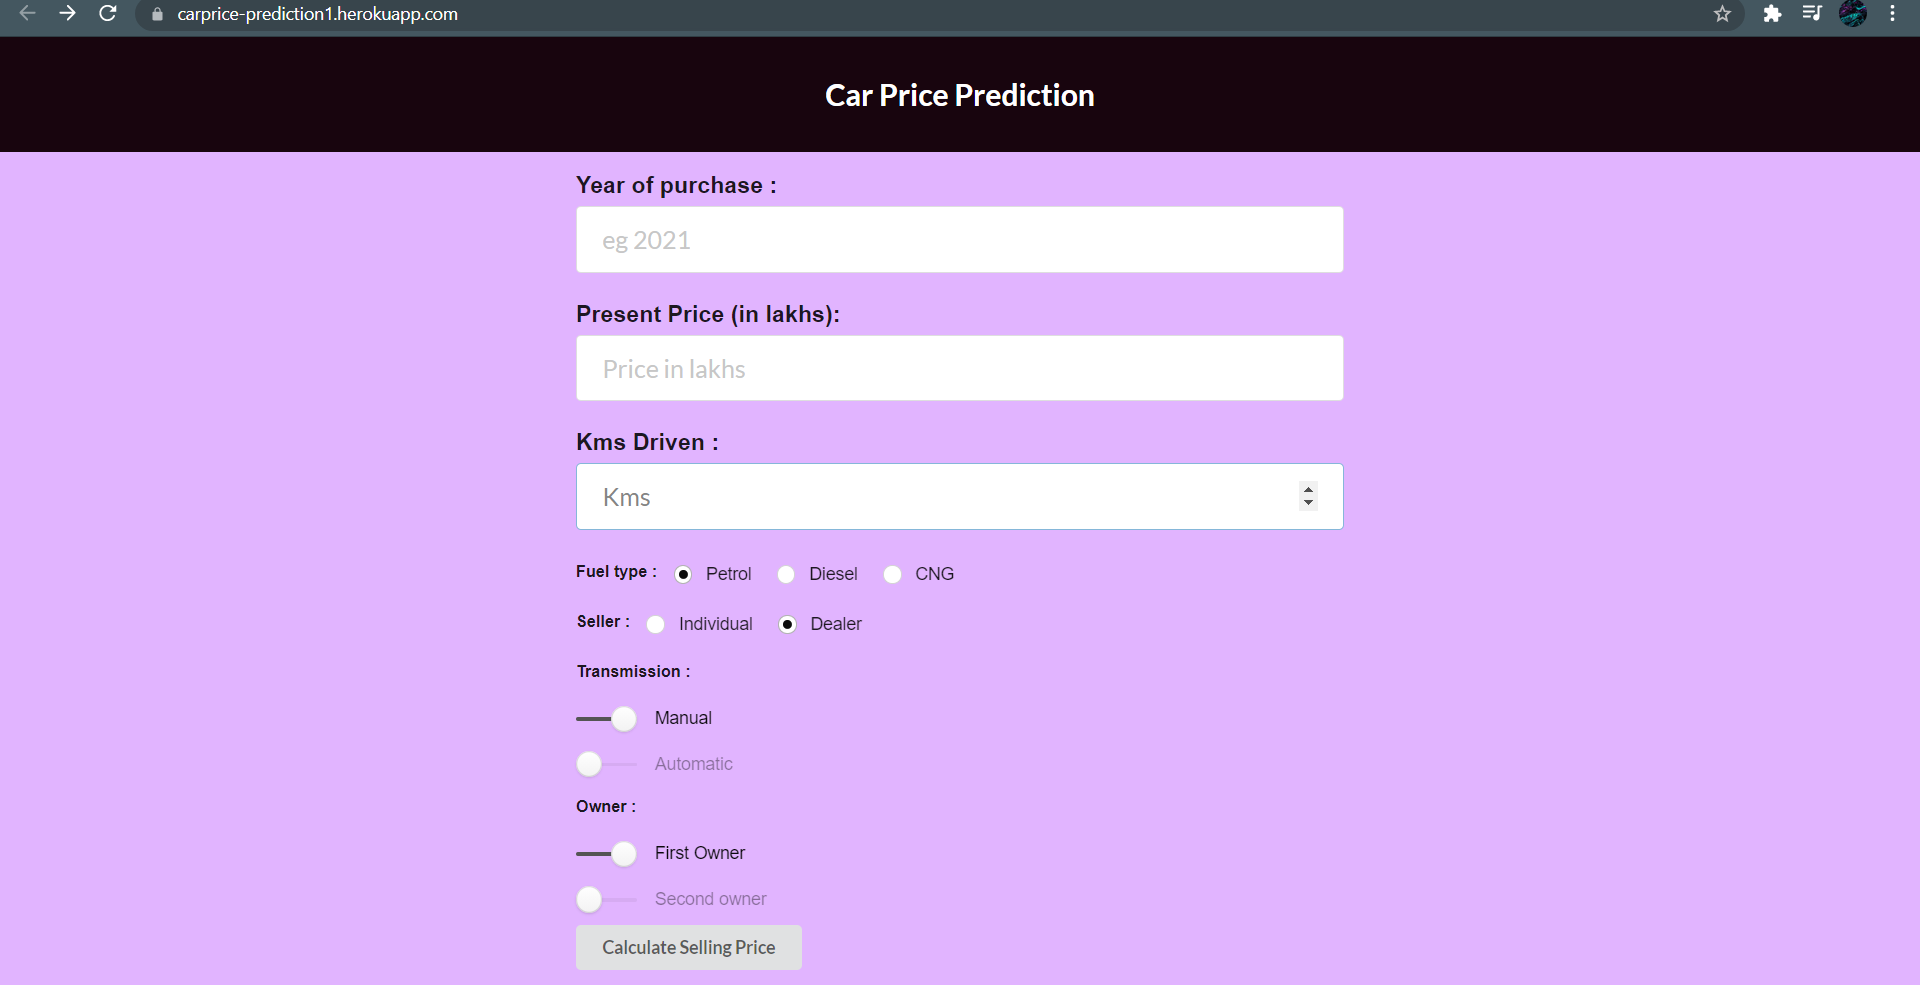 carprice-prediction1.herokuapp.com
Car Price Prediction
Year of purchase :
eg 2021
Present Price (in lakhs):
Price in lakhs
Kms Driven :
Kms
Fuel type : Petrol Diesel CNG
Seller : Individual Dealer
Transmission :
Manual
Automatic
Owner :
First Owner
Second owner
Calculate Selling Price